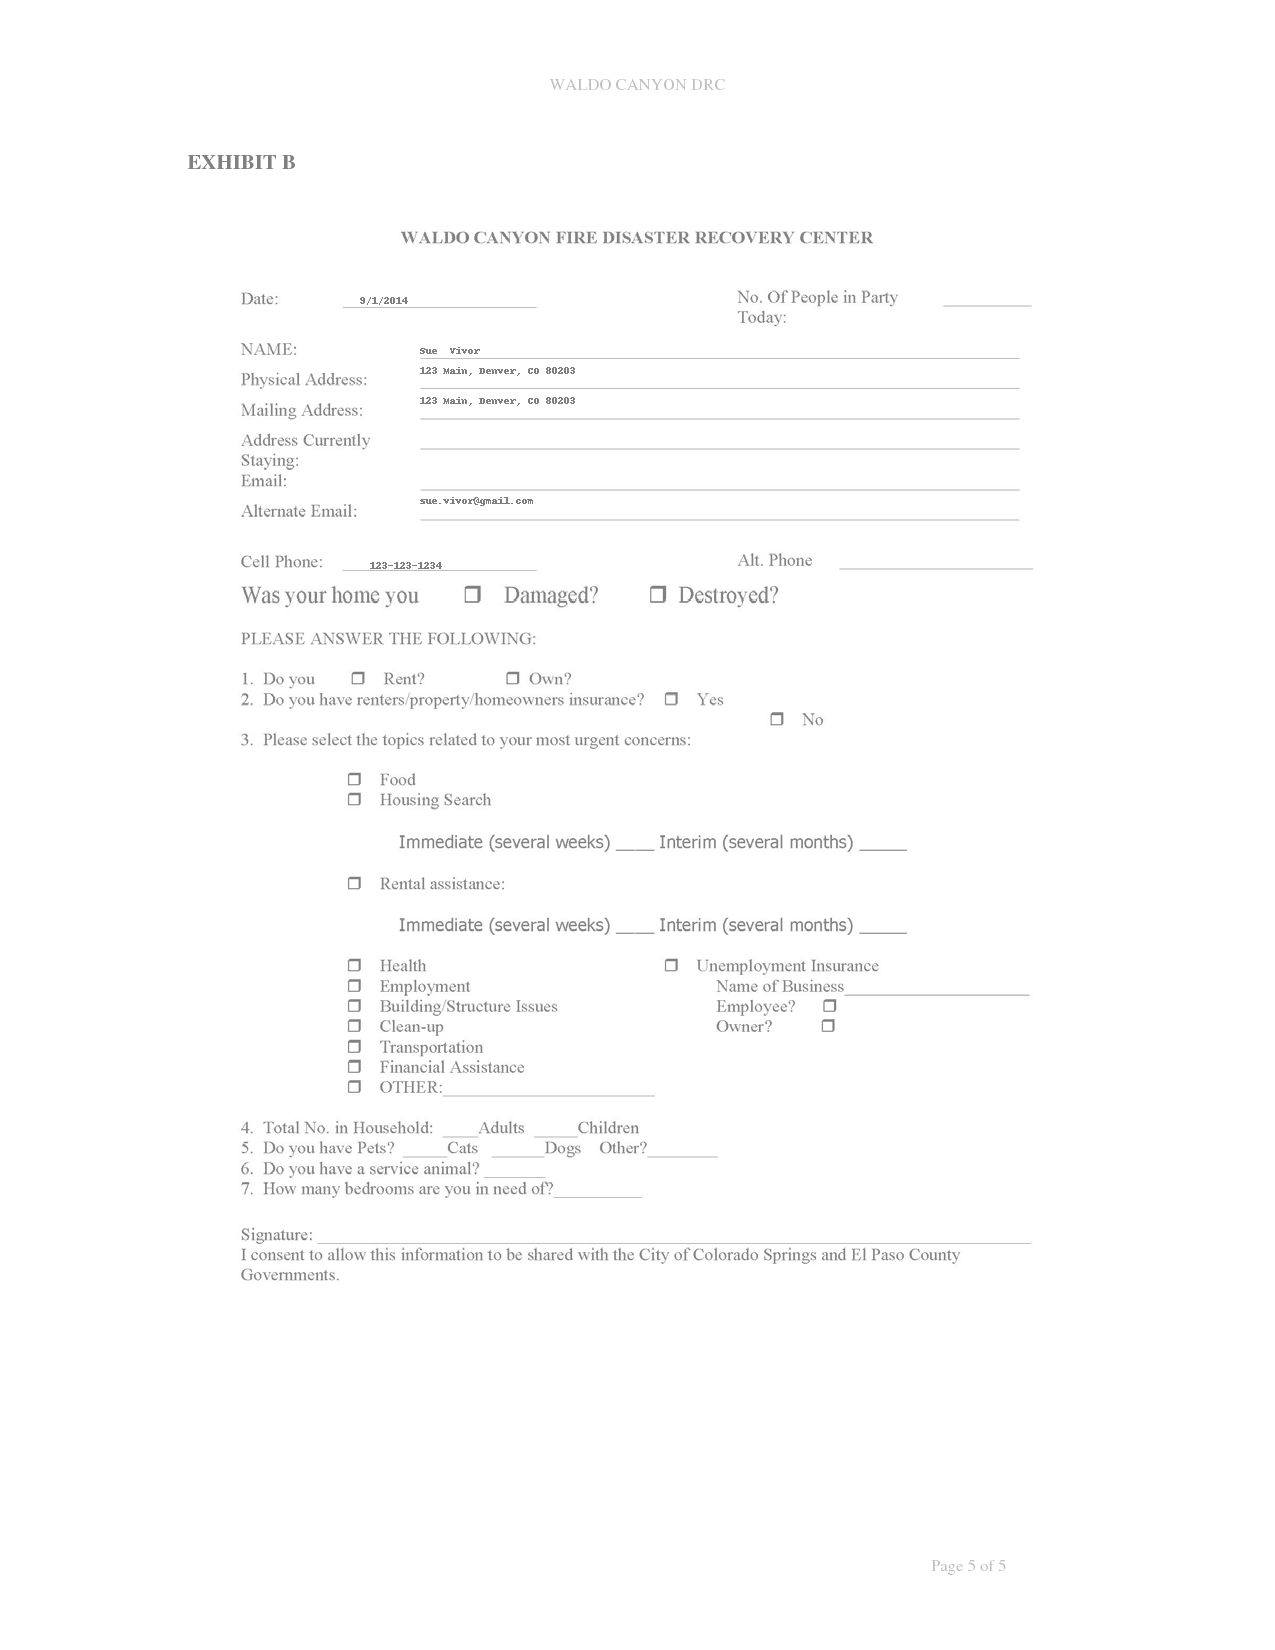 WALDO CANYON DRC
EXHIBIT B
WALDO CANYON FIRE DISASTER RECOVERY CENTER
Date: 9/1/2014 No. Of People in Party __________
Today:
NAME: Sue Vivor
Physical Address: 123 Main, Denver, CO 80203
Mailing Address: 123 Main, Denver, CO 80203
Address Currently
Staying:
Email:
Alternate Email: sue.vivor@gmail.com
Cell Phone: 123-123-1234 Alt. Phone ____________________
Was your home you ❒ Damaged? ❒ Destroyed?
PLEASE ANSWER THE FOLLOWING:
1. Do you ❒ Rent? ❒ Own?
2. Do you have renters/property/homeowners insurance? ❒ Yes
❒ No
3. Please select the topics related to your most urgent concerns:
❒ Food
❒ Housing Search
Immediate (several weeks) ____ Interim (several months) _____
❒ Rental assistance:
Immediate (several weeks) ____ Interim (several months) _____
❒ Health ❒ Unemployment Insurance
❒ Employment Name of Business_____________________
❒ Building/Structure Issues Employee? ❒
❒ Clean-up Owner? ❒
❒ Transportation
❒ Financial Assistance
❒ OTHER:________________________
4. Total No. in Household: ____Adults _____Children
5. Do you have Pets? _____Cats ______Dogs Other?________
6. Do you have a service animal? _______
7. How many bedrooms are you in need of?__________
Signature: ________________________________________
I consent to allow this information to be shared with the City of Colorado Springs and El Paso County
Governments.
Page 5 of 5